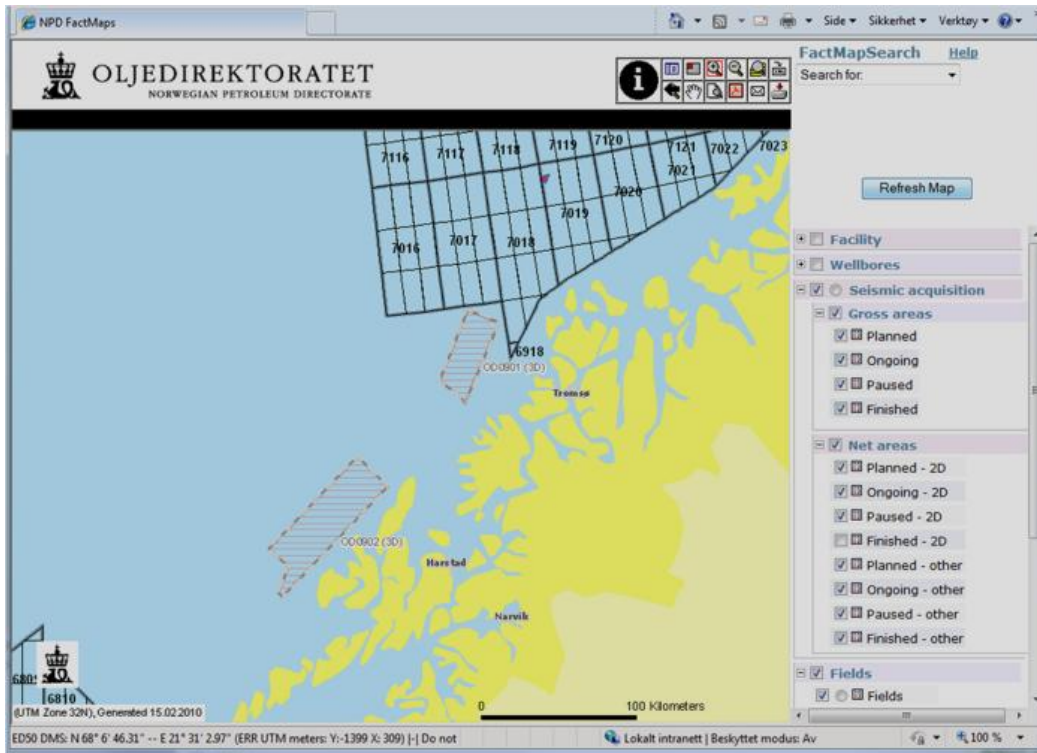 NPD FactMaps
Side Sikkerhet Verktøy
OLJEDIREKTORATET
NORWEGIAN PETROLEUM DIRECTORATE
FactMapSearch Help
Search for:
Refresh Map
7116 7117 7118 7119 7120 7121 7022 7023
7016 7017 7018 7019 7020 7021
6918
OD0901 (3D)
Tromsø
OD0902 (3D)
Harstad
Narvik
6810
0 100 Kilometers
(UTM Zone 32N), Generated 15.02.2010
Facility
Wellbores
Seismic acquisition
Gross areas
Planned
Ongoing
Paused
Finished
Net areas
Planned - 2D
Ongoing - 2D
Paused - 2D
Finished - 2D
Planned - other
Ongoing - other
Paused - other
Finished - other
Fields
Fields
ED50 DMS: N 68° 6' 46.31" -- E 21° 31' 2.97" (ERR UTM meters: Y:-1399 X: 309) |-| Do not
Lokalt intranett | Beskyttet modus: Av
100 %